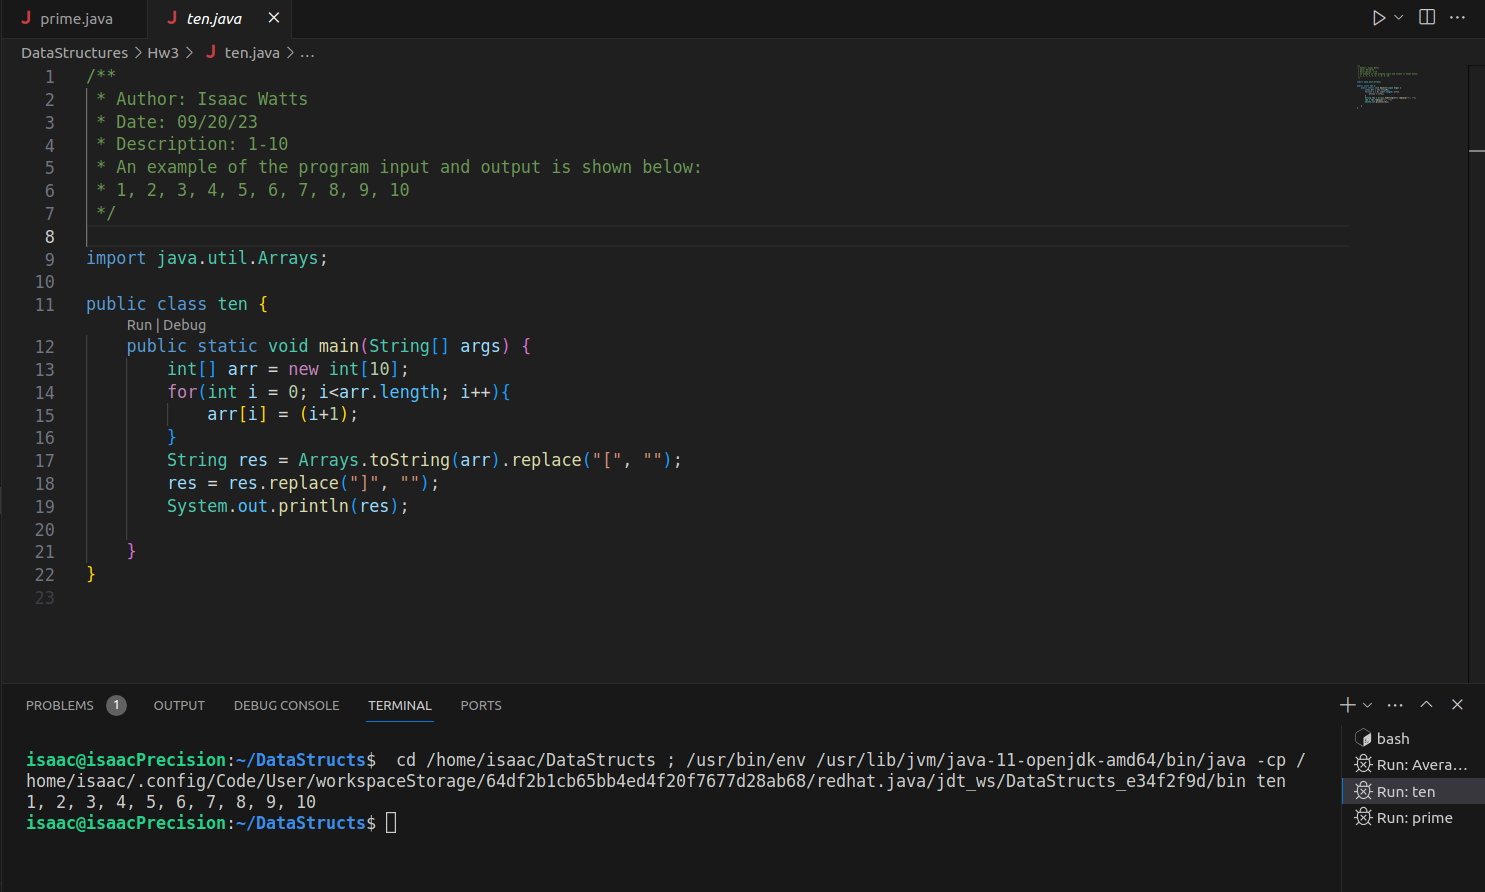 J prime.java J ten.java
DataStructures > Hw3 > J ten.java > ...
1 /**
2 * Author: Isaac Watts
3 * Date: 09/20/23
4 * Description: 1-10
5 * An example of the program input and output is shown below:
6 * 1, 2, 3, 4, 5, 6, 7, 8, 9, 10
7 */
8
9 import java.util.Arrays;
10
11 public class ten {
Run | Debug
12 public static void main(String[] args) {
13 int[] arr = new int[10];
14 for(int i = 0; i<arr.length; i++){
15 arr[i] = (i+1);
16 }
17 String res = Arrays.toString(arr).replace("[", "");
18 res = res.replace("]", "");
19 System.out.println(res);
20
21 }
22 }
23
PROBLEMS 1 OUTPUT DEBUG CONSOLE TERMINAL PORTS
isaac@isaacPrecision:~/DataStructs$ cd /home/isaac/DataStructs ; /usr/bin/env /usr/lib/jvm/java-11-openjdk-amd64/bin/java -cp /
home/isaac/.config/Code/User/workspaceStorage/64df2b1cb65bb4ed4f20f7677d28ab68/redhat.java/jdt_ws/DataStructs_e34f2f9d/bin ten
1, 2, 3, 4, 5, 6, 7, 8, 9, 10
isaac@isaacPrecision:~/DataStructs$
bash
Run: Avera...
Run: ten
Run: prime